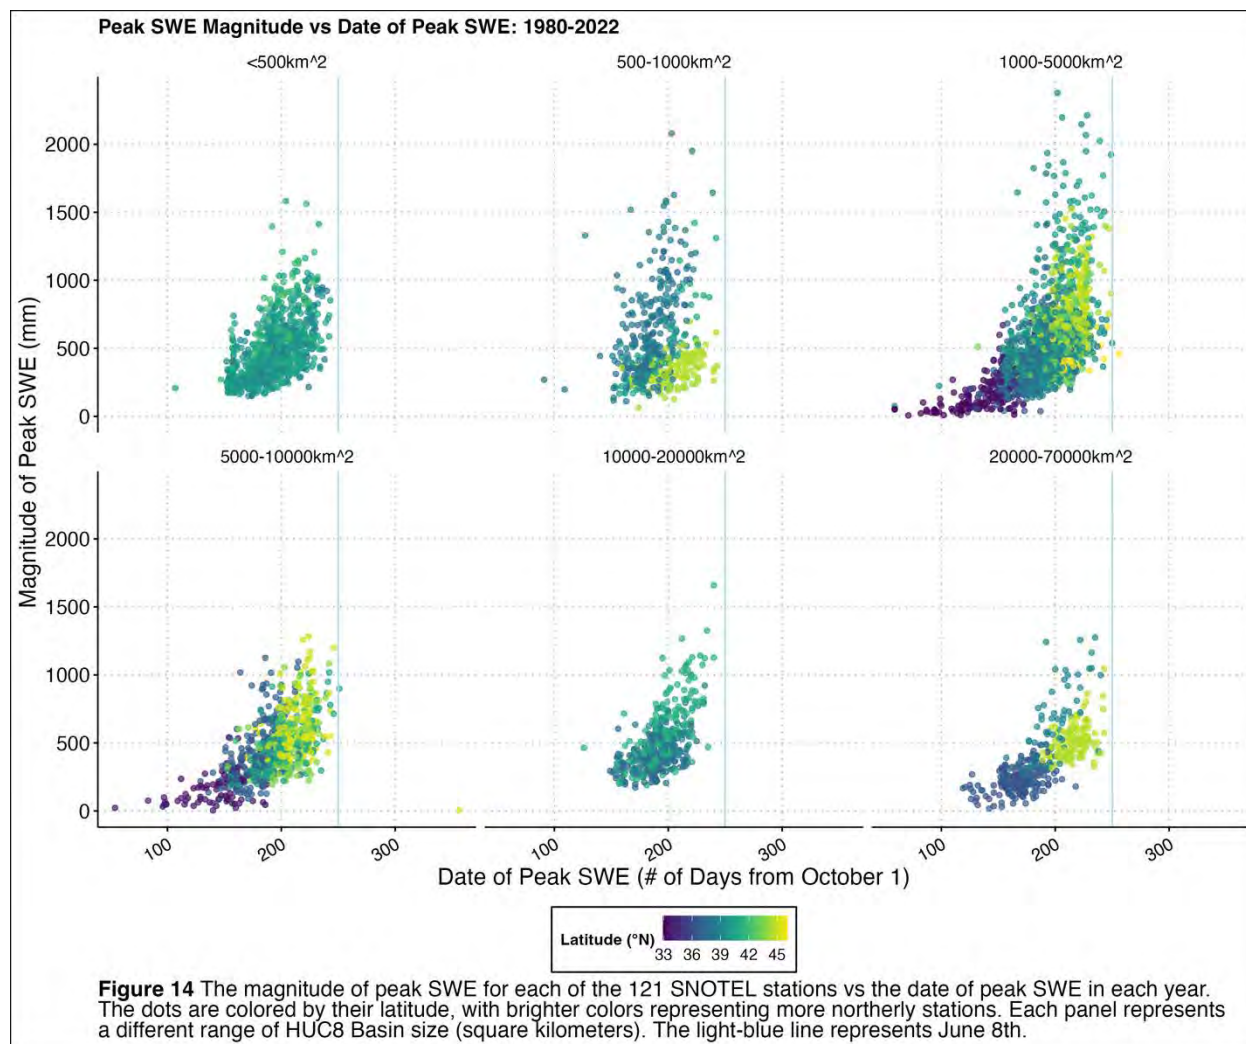 Peak SWE Magnitude vs Date of Peak SWE: 1980-2022
<500km^2
500-1000km^2
1000-5000km^2
2000
1500
1000
500
0
5000-10000km^2
10000-20000km^2
20000-70000km^2
2000
1500
1000
500
0
Magnitude of Peak SWE (mm)
100
200
300
100
200
300
100
200
300
Date of Peak SWE (# of Days from October 1)
Latitude (°N)
33 36 39 42 45
Figure 14 The magnitude of peak SWE for each of the 121 SNOTEL stations vs the date of peak SWE in each year.
The dots are colored by their latitude, with brighter colors representing more northerly stations. Each panel represents
a different range of HUC8 Basin size (square kilometers). The light-blue line represents June 8th.